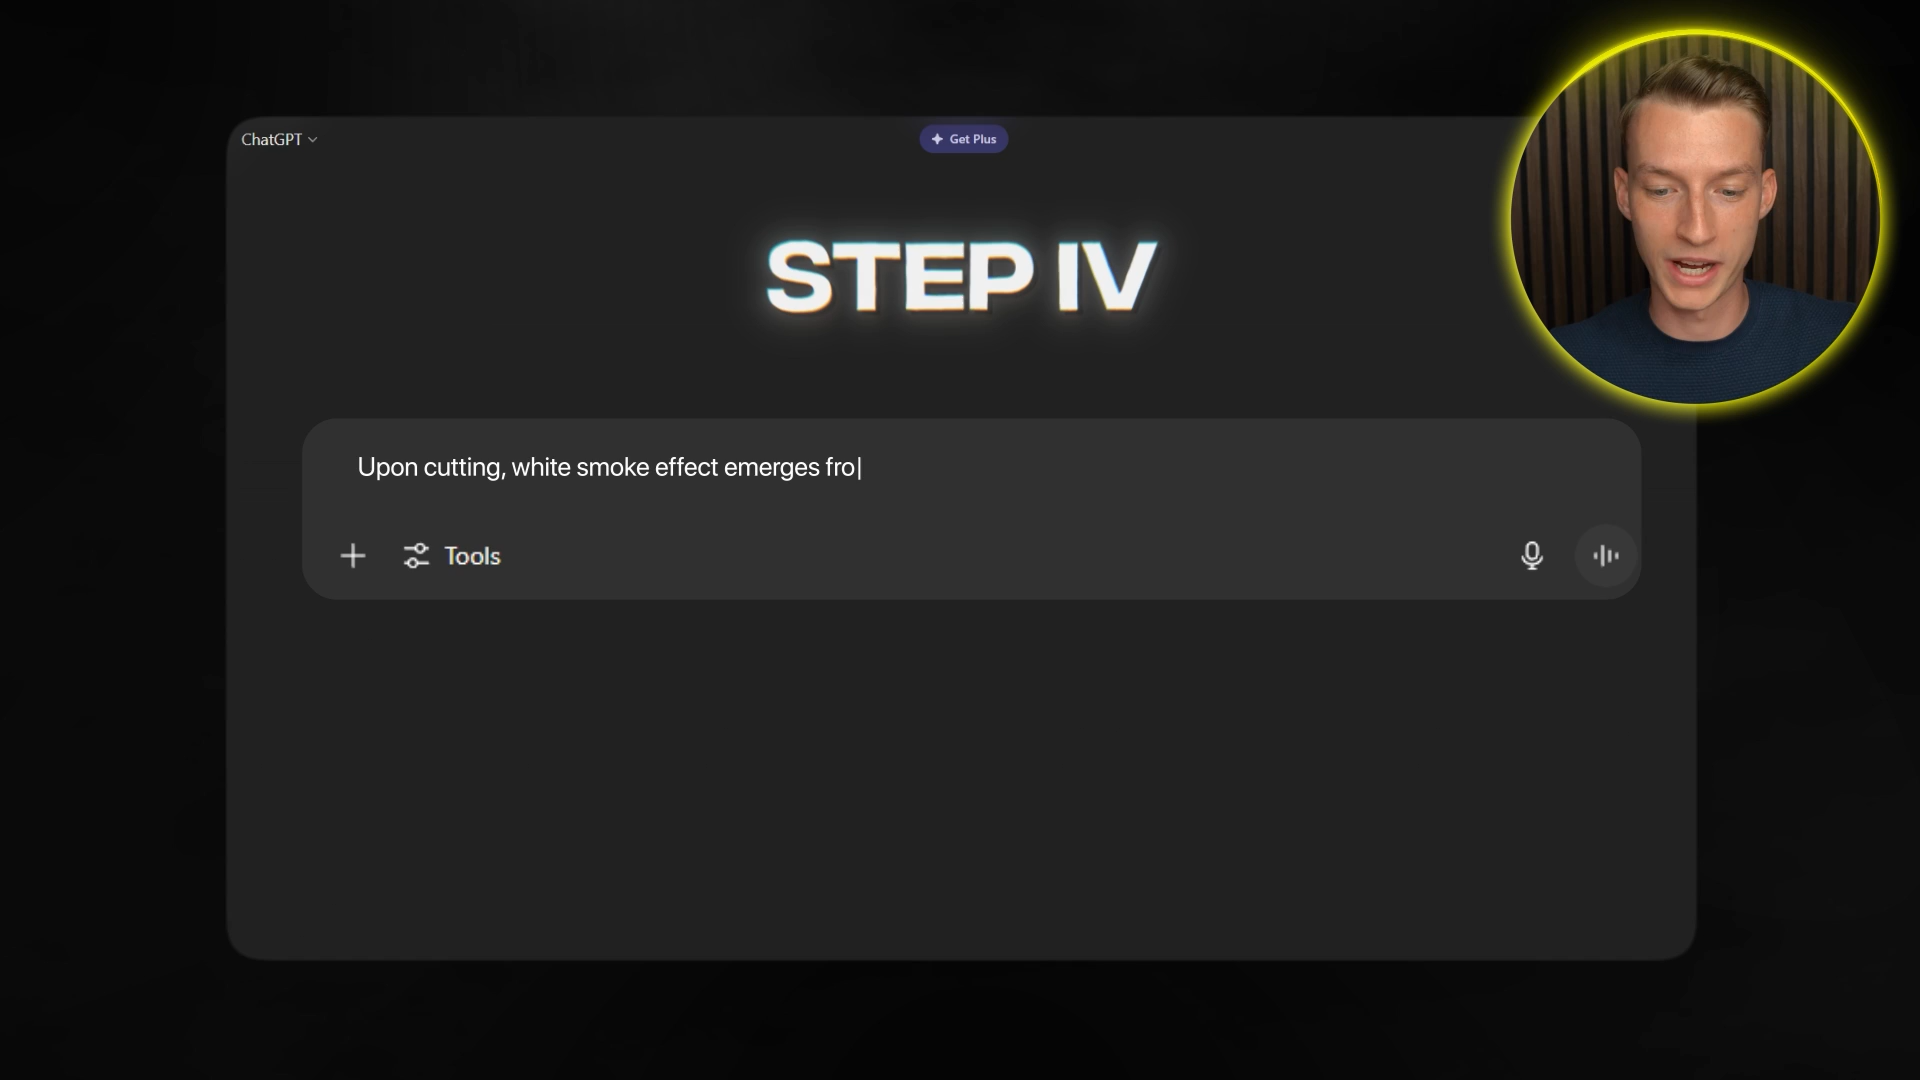 ChatGPT
Get Plus
STEP IV
Upon cutting, white smoke effect emerges fro
Tools